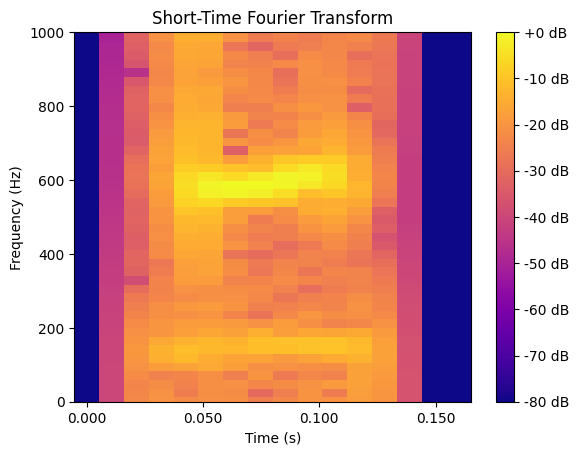 Short-Time Fourier Transform
1000
800
600
400
200
0
Frequency (Hz)
0.000
0.050
0.100
0.150
Time (s)
+0 dB
-10 dB
-20 dB
-30 dB
-40 dB
-50 dB
-60 dB
-70 dB
-80 dB